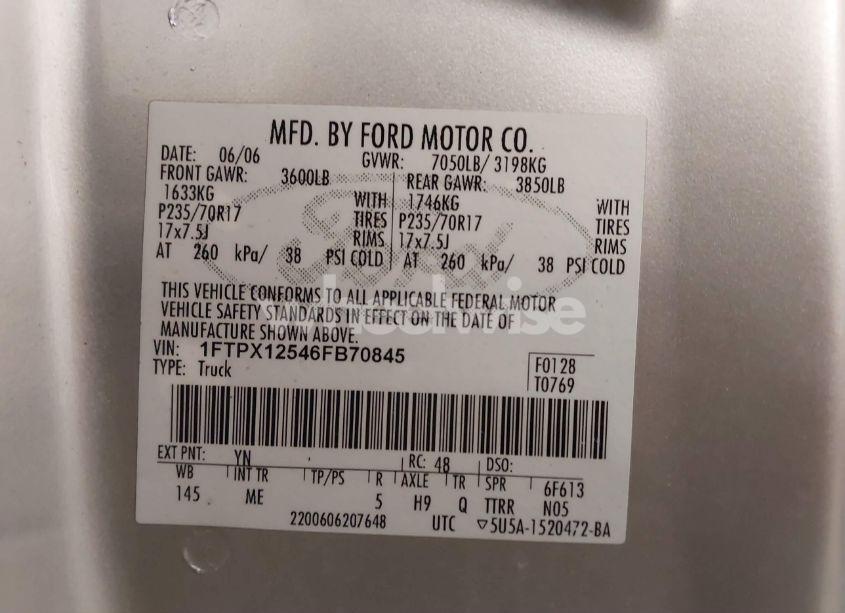 MFD. BY FORD MOTOR CO.
DATE: 06/06 GVWR: 7050LB/ 3198KG
FRONT GAWR: 3600LB REAR GAWR: 3850LB
1633KG WITH 1746KG WITH
P235/70R17 TIRES P235/70R17 TIRES
17x7.5J RIMS 17x7.5J RIMS
AT 260 kPa/ 38 PSI COLD AT 260 kPa/ 38 PSI COLD
THIS VEHICLE CONFORMS TO ALL APPLICABLE FEDERAL MOTOR
VEHICLE SAFETY STANDARDS IN EFFECT ON THE DATE OF
MANUFACTURE SHOWN ABOVE.
VIN: 1FTPX12546FB70845
TYPE: Truck
F0128
T0769
EXT PNT: YN RC: 48 DSO:
WB INT TR TP/PS R AXLE TR SPR 6F613
145 ME 5 H9 Q TTRR N05
2200606207648 UTC ▽5U5A-1520472-BA